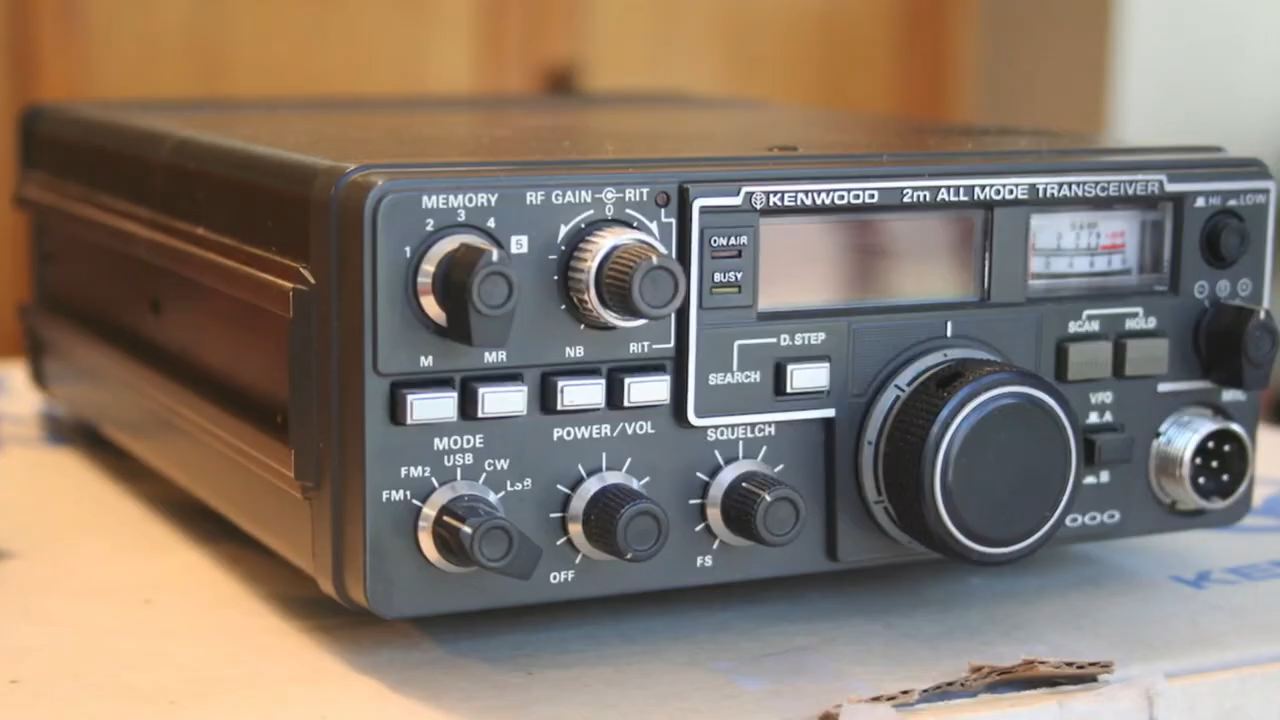 MEMORY
1 2 3 4 5
RF GAIN RIT
0
KENWOOD 2m ALL MODE TRANSCEIVER
HI LOW
ON AIR
BUSY
M MR NB RIT
D. STEP
SEARCH
SCAN HOLD
VFO
A
B
MODE
FM1 FM2 USB CW LSB
POWER/VOL
OFF
SQUELCH
FS